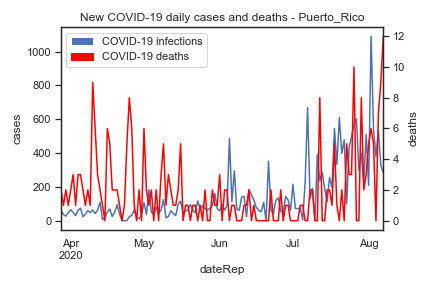 New COVID-19 daily cases and deaths - Puerto_Rico
COVID-19 infections
COVID-19 deaths
cases
1000
800
600
400
200
0
deaths
12
10
8
6
4
2
0
Apr
2020
May
Jun
Jul
Aug
dateRep